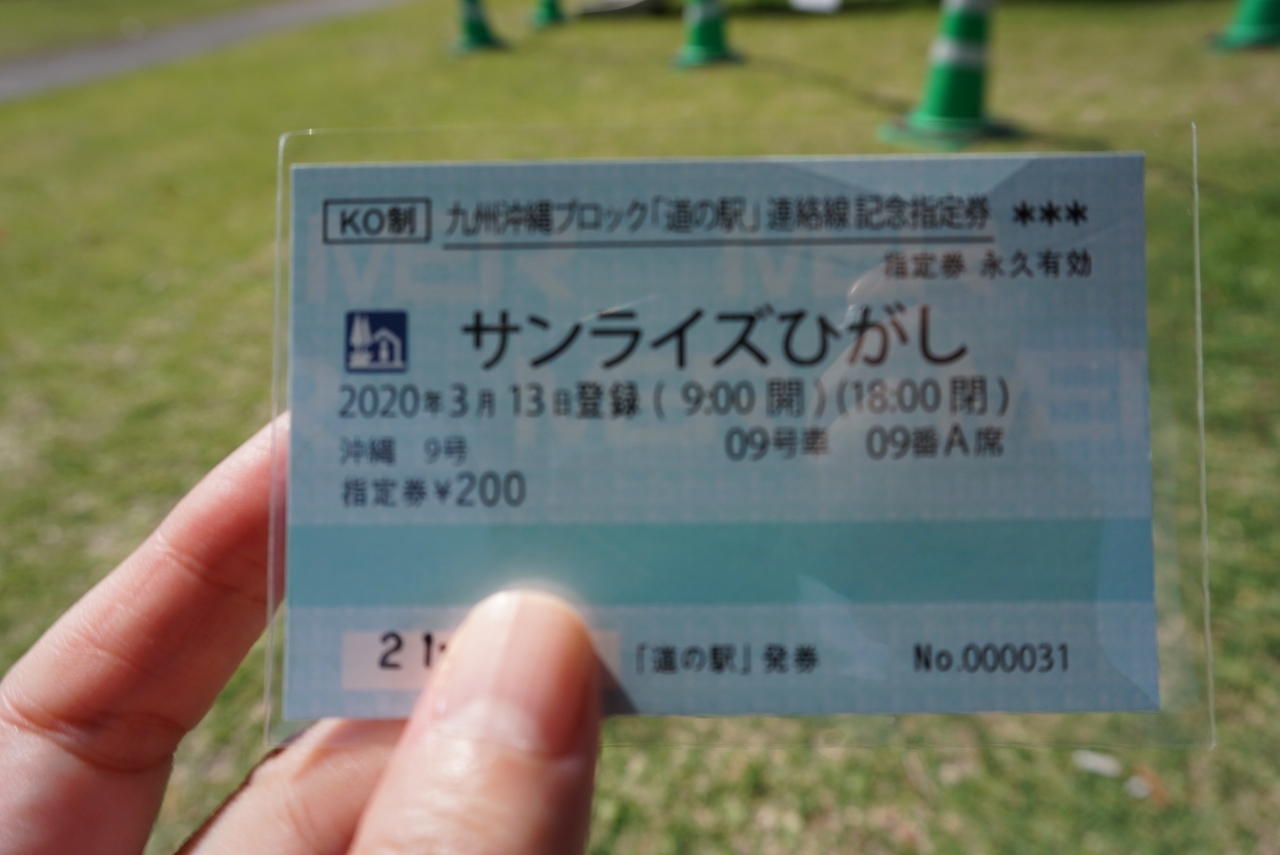 KO制 九州沖縄ブロック「道の駅」連絡線記念指定券 ***
指定券 永久有効
サンライズひがし
2020年3月13日登録 ( 9:00 開 ) (18:00 閉 )
沖縄 9号 09号車 09番A席
指定券¥200
21 「道の駅」発券 No.000031